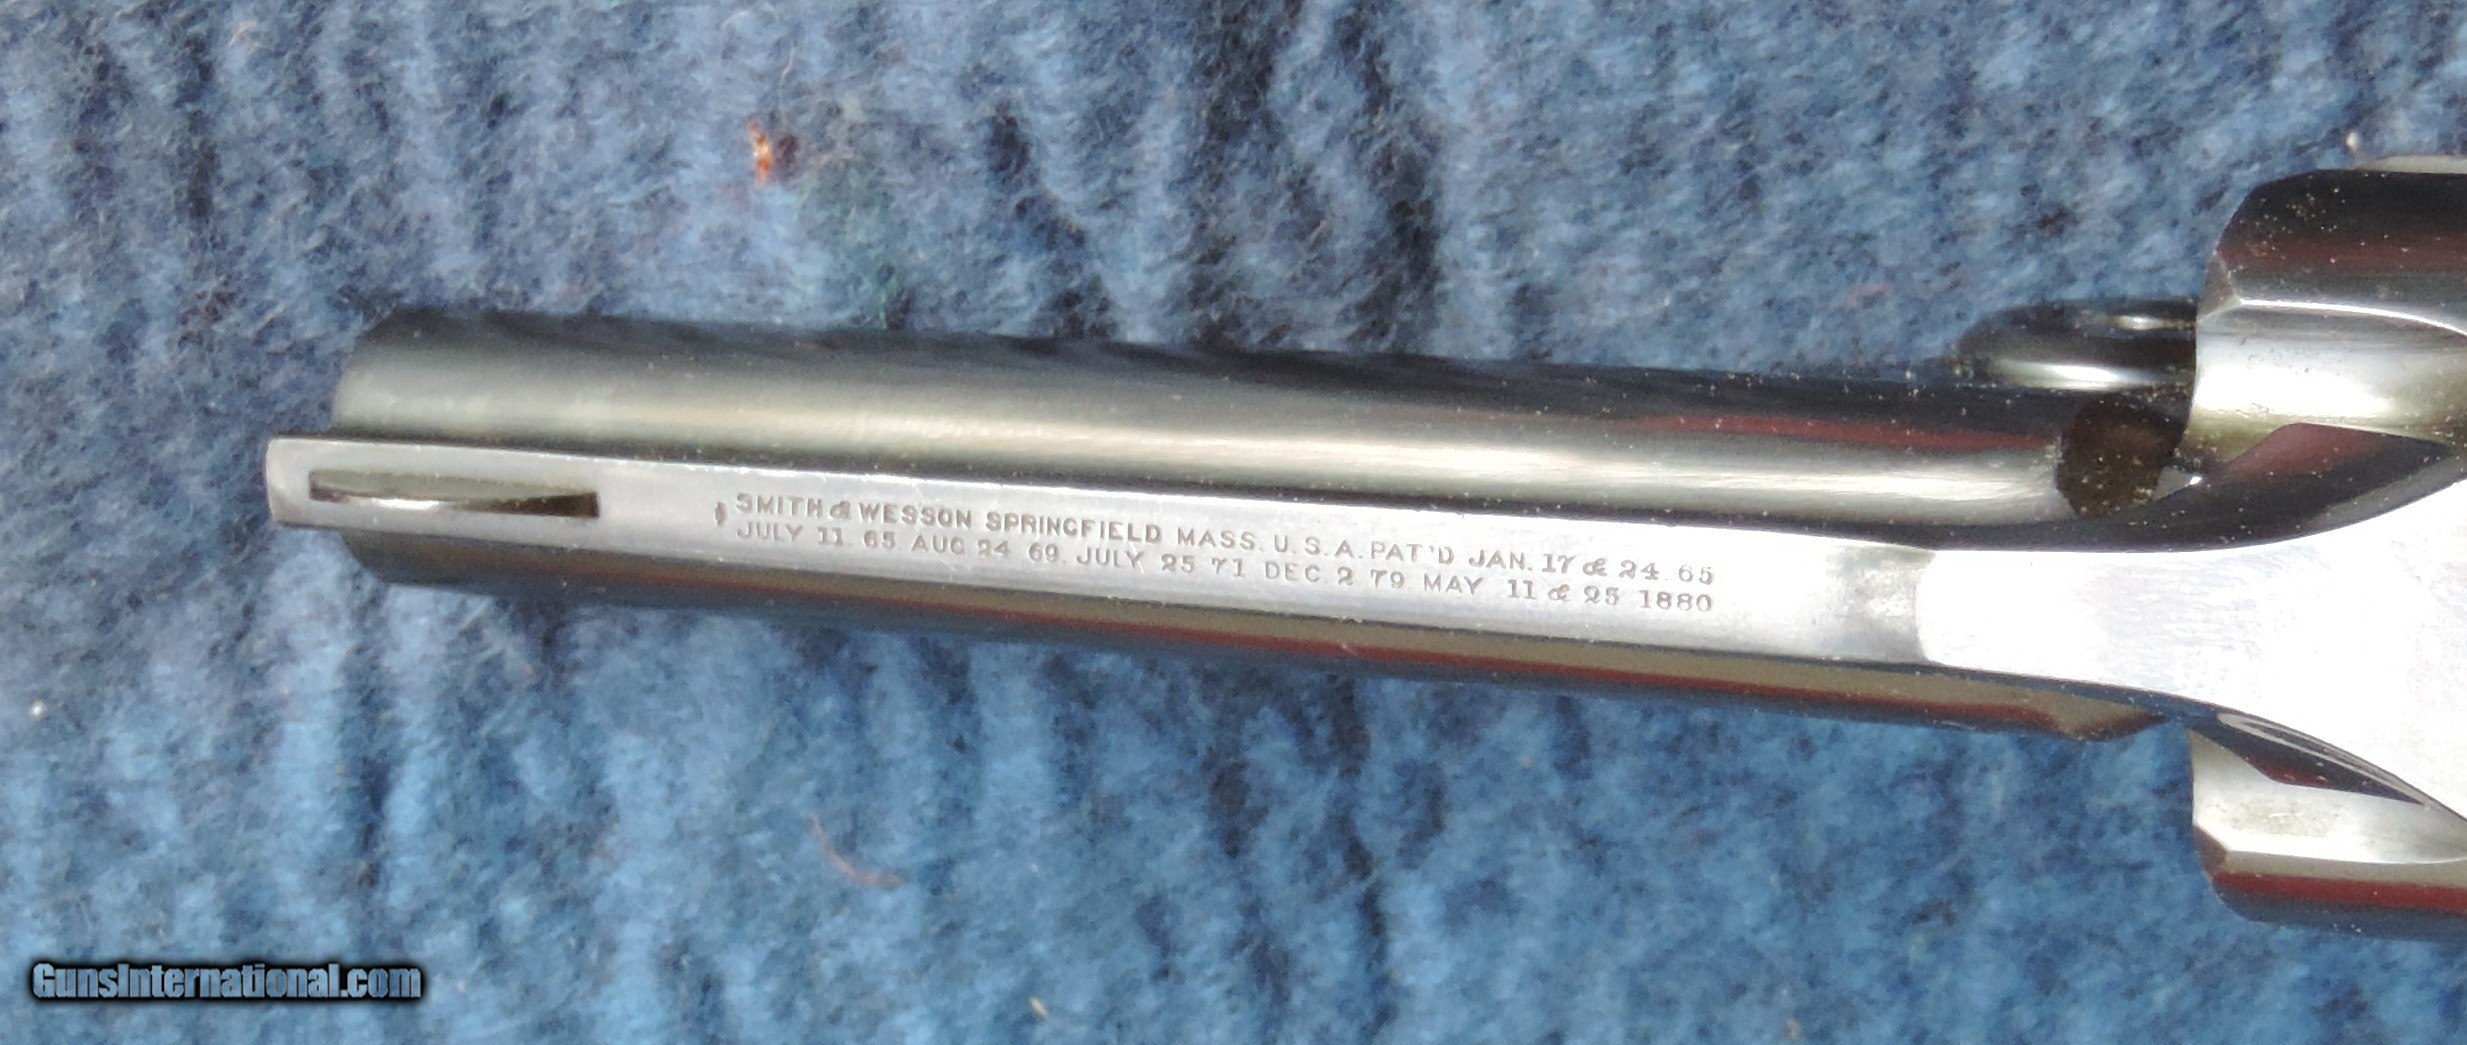 SMITH & WESSON SPRINGFIELD MASS. U.S.A. PAT'D JAN. 17 & 24. 65
JULY 11. 65 AUG 24 69. JULY 25 71 DEC. 2 79 MAY 11 & 25 1880
GunsInternational.com